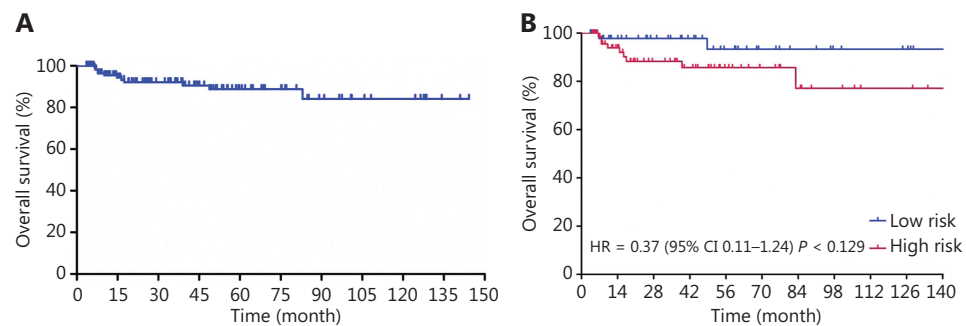 A
Overall survival (%)
100
80
60
40
20
0
0 15 30 45 60 75 90 105 120 135 150
Time (month)
B
Overall survival (%)
100
80
60
40
20
0
Low risk
HR = 0.37 (95% CI 0.11–1.24) P < 0.129 High risk
0 14 28 42 56 70 84 98 112 126 140
Time (month)